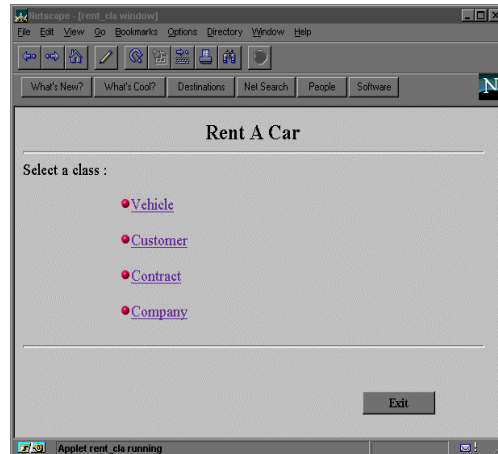 Netscape - [rent_cla window]
File Edit View Go Bookmarks Options Directory Window Help
What's New? What's Cool? Destinations Net Search People Software
N
Rent A Car
Select a class :
Vehicle
Customer
Contract
Company
Exit
Applet rent_cla running